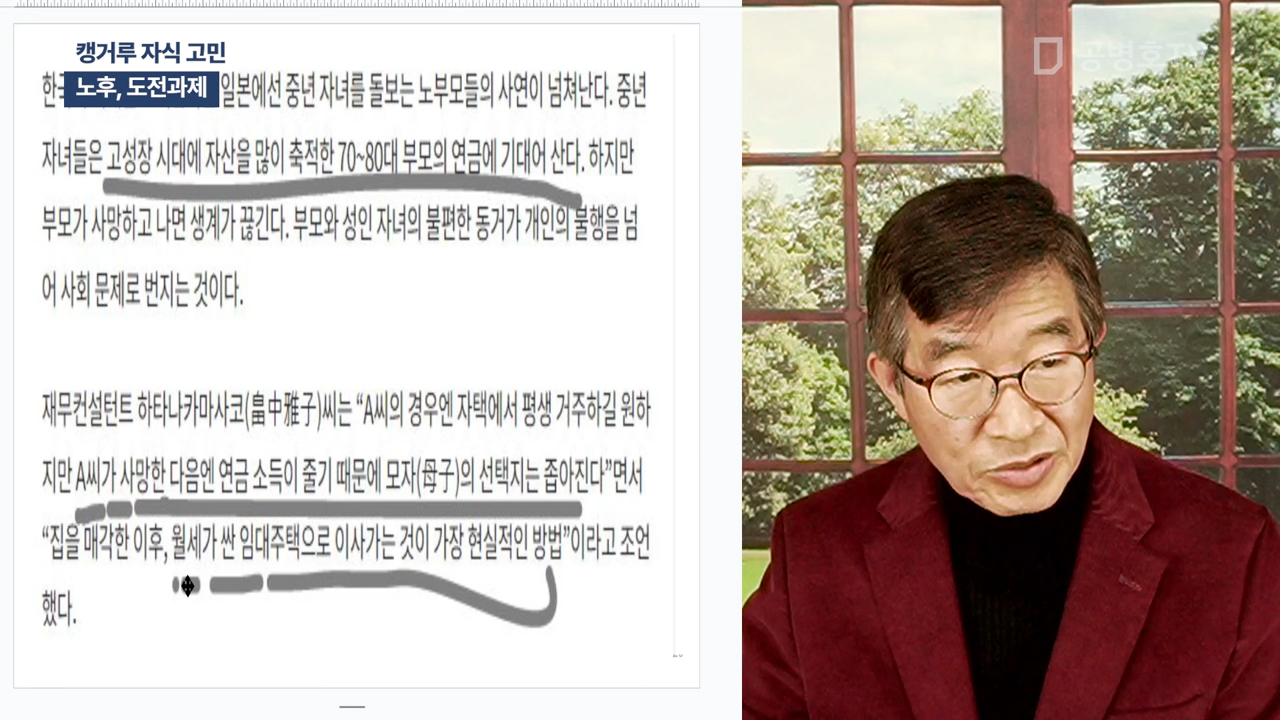 캥거루 자식 고민
노후, 도전과제
공병호TV
한국 일본에선 중년 자녀를 돌보는 노부모들의 사연이 넘쳐난다. 중년
자녀들은 고성장 시대에 자산을 많이 축적한 70~80대 부모의 연금에 기대어 산다. 하지만
부모가 사망하고 나면 생계가 끊긴다. 부모와 성인 자녀의 불편한 동거가 개인의 불행을 넘
어 사회 문제로 번지는 것이다.
재무컨설턴트 하타나카마사코(畠中雅子)씨는 “A씨의 경우엔 자택에서 평생 거주하길 원하
지만 A씨가 사망한 다음엔 연금 소득이 줄기 때문에 모자(母子)의 선택지는 좁아진다”면서
“집을 매각한 이후, 월세가 싼 임대주택으로 이사가는 것이 가장 현실적인 방법”이라고 조언
했다.